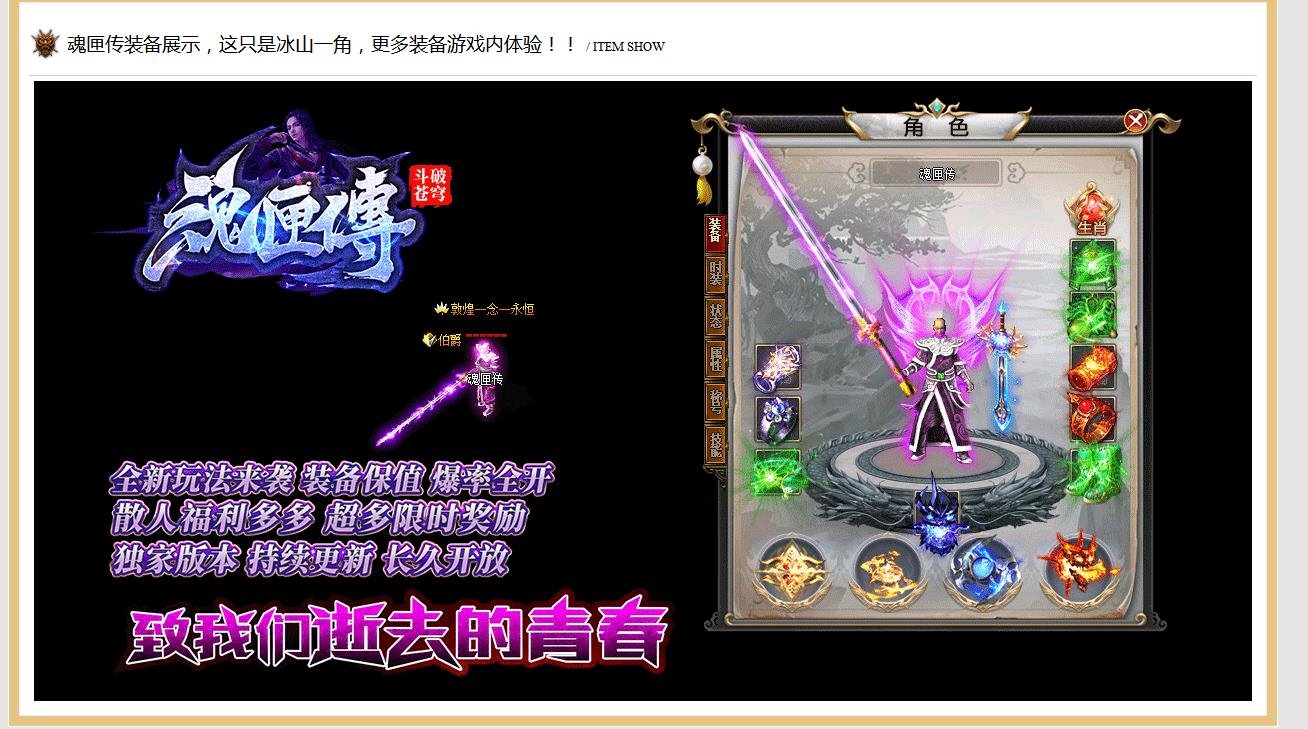 魂匣传装备展示，这只是冰山一角，更多装备游戏内体验！！ / ITEM SHOW
魂匣傳
斗破
苍穹
敦煌一念一永恒
伯爵
魂匣传
全新玩法来袭 装备保值 爆率全开
散人福利多多 超多限时奖励
独家版本 持续更新 长久开放
致我们逝去的青春
角 色
魂匣传
装备
时装
状态
属性
称号
技能
生肖